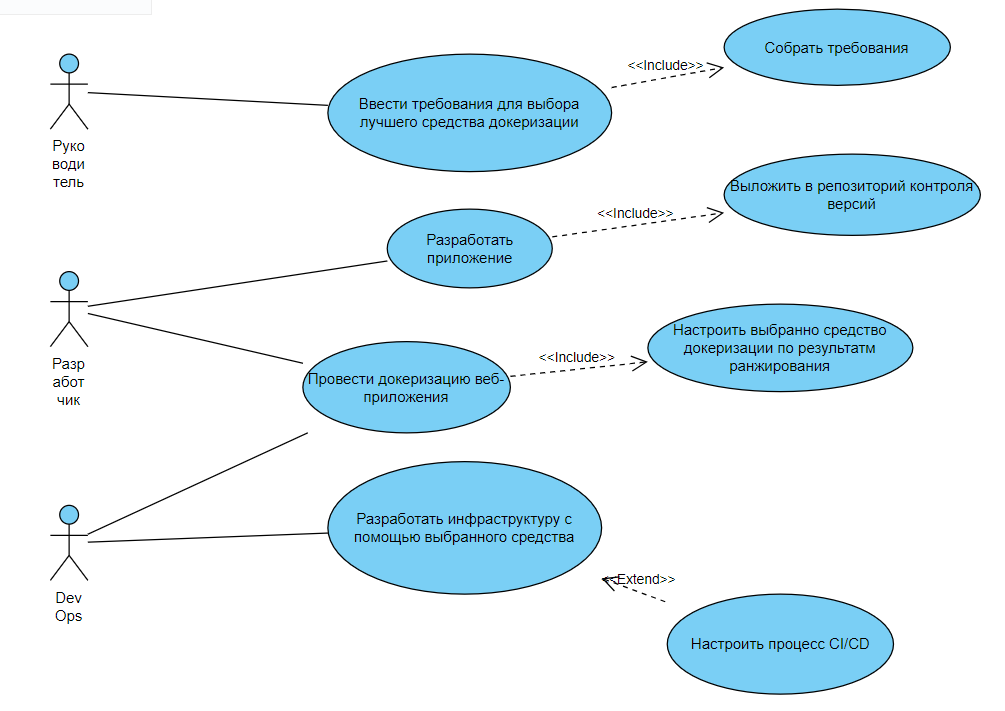 <<Include>>
Собрать требования
Ввести требования для выбора
лучшего средства докеризации
Руко
води
тель
<<Include>>
Выложить в репозиторий контроля
версий
Разработать
приложение
<<Include>>
Настроить выбранно средство
докеризации по результатм
ранжирования
Разр
абот
чик
Провести докеризацию веб-
приложения
Разработать инфраструктуру с
помощью выбранного средства
<<Extend>>
Dev
Ops
Настроить процесс CI/CD